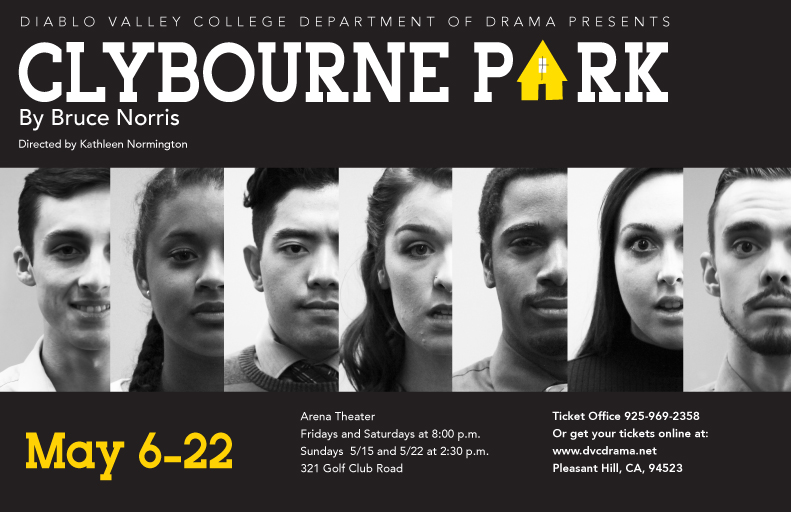 DIABLO VALLEY COLLEGE DEPARTMENT OF DRAMA PRESENTS
CLYBOURNE PARK
By Bruce Norris
Directed by Kathleen Normington
May 6-22
Arena Theater
Fridays and Saturdays at 8:00 p.m.
Sundays 5/15 and 5/22 at 2:30 p.m.
321 Golf Club Road
Ticket Office 925-969-2358
Or get your tickets online at:
www.dvcdrama.net
Pleasant Hill, CA, 94523